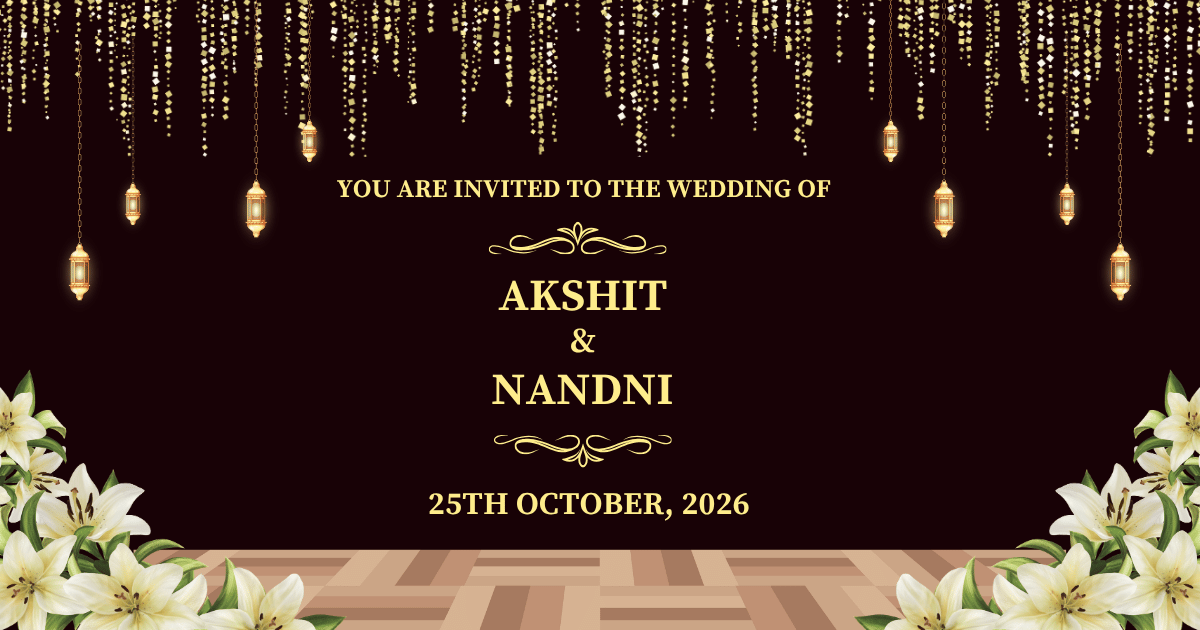 YOU ARE INVITED TO THE WEDDING OF
AKSHIT
&
NANDNI
25TH OCTOBER, 2026